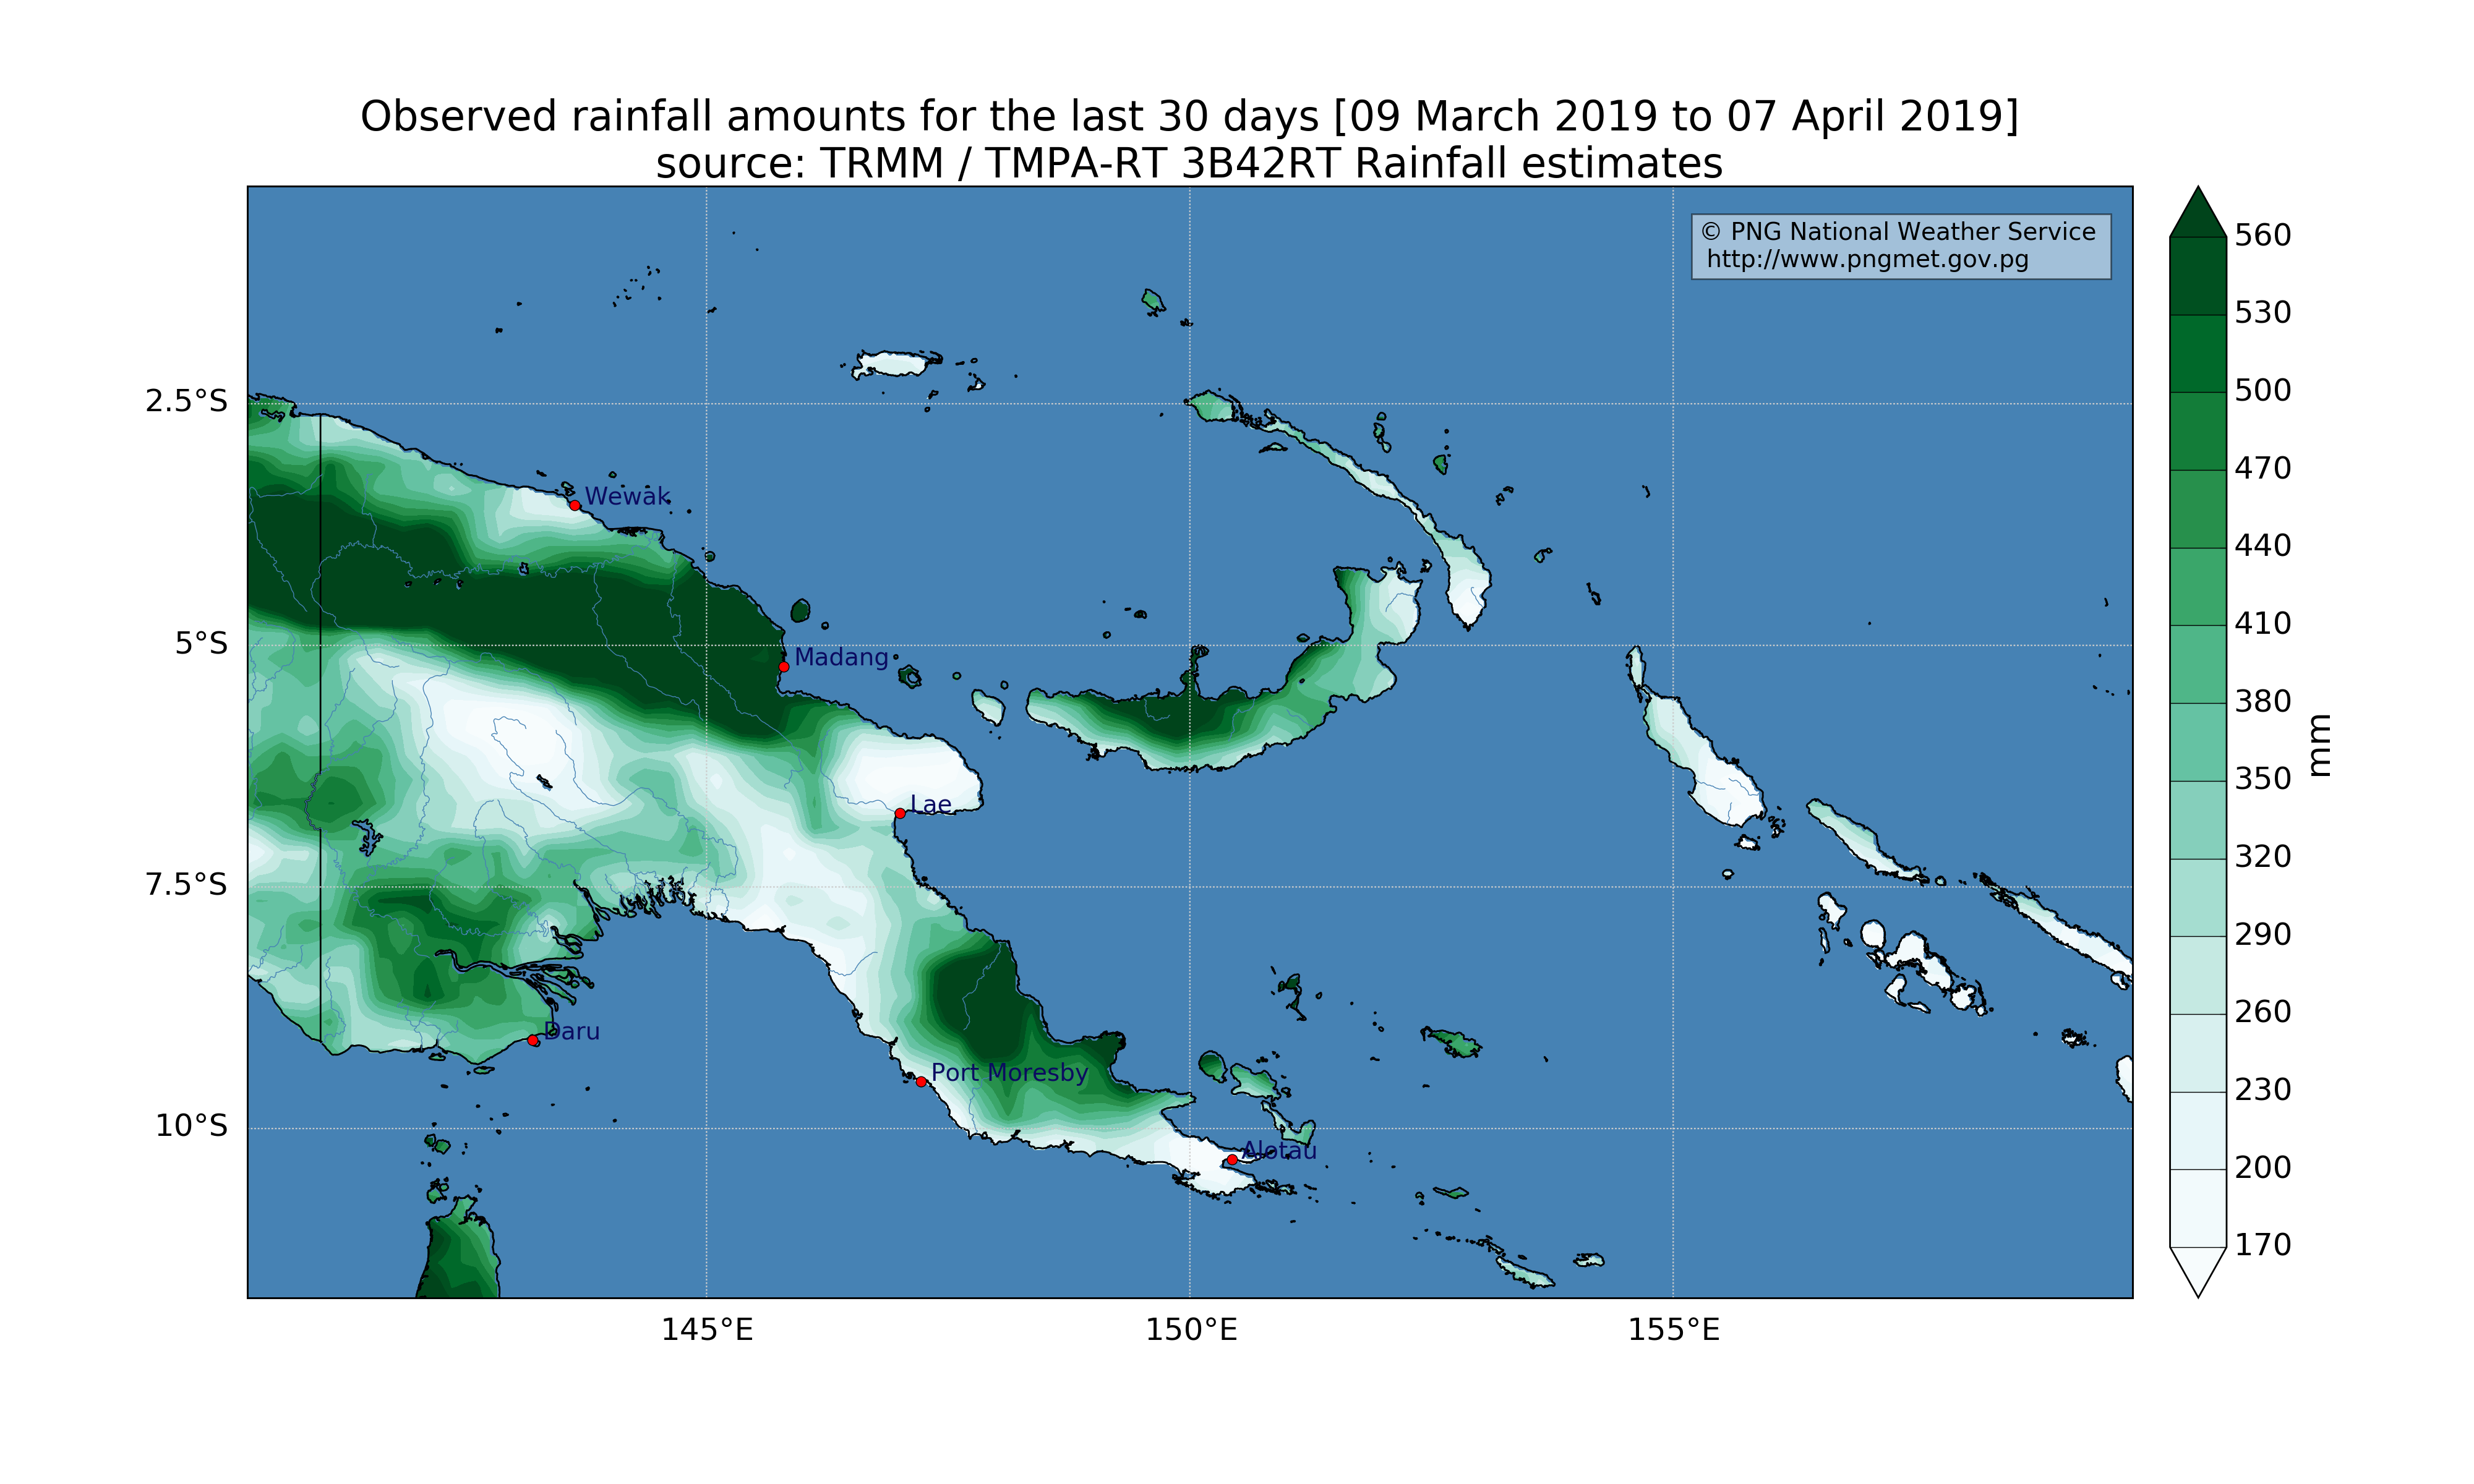 Observed rainfall amounts for the last 30 days [09 March 2019 to 07 April 2019]
source: TRMM / TMPA-RT 3B42RT Rainfall estimates
© PNG National Weather Service
http://www.pngmet.gov.pg
2.5°S
5°S
7.5°S
10°S
Wewak
Madang
Lae
Daru
Port Moresby
Alotau
145°E
150°E
155°E
560
530
500
470
440
410
380
350
320
290
260
230
200
170
mm